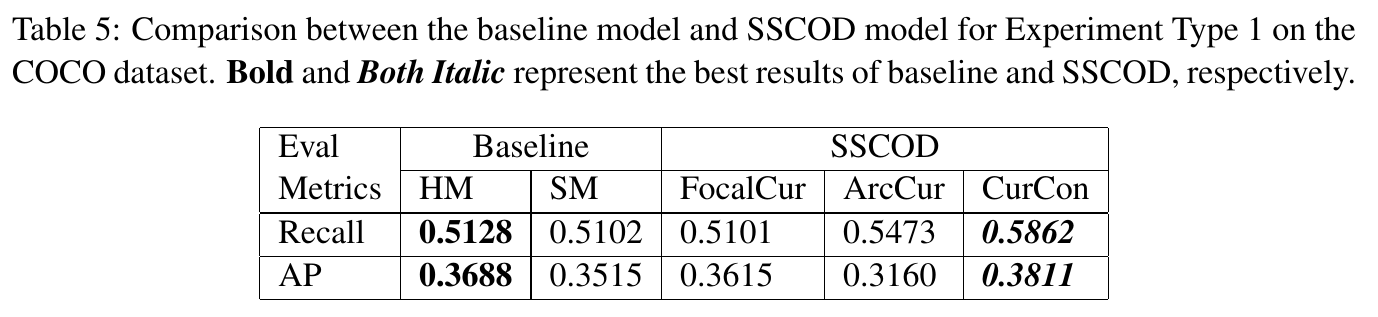 Table 5: Comparison between the baseline model and SSCOD model for Experiment Type 1 on the
COCO dataset. Bold and Both Italic represent the best results of baseline and SSCOD, respectively.
Eval Metrics Baseline SSCOD
HM SM FocalCur ArcCur CurCon
Recall 0.5128 0.5102 0.5101 0.5473 0.5862
AP 0.3688 0.3515 0.3615 0.3160 0.3811